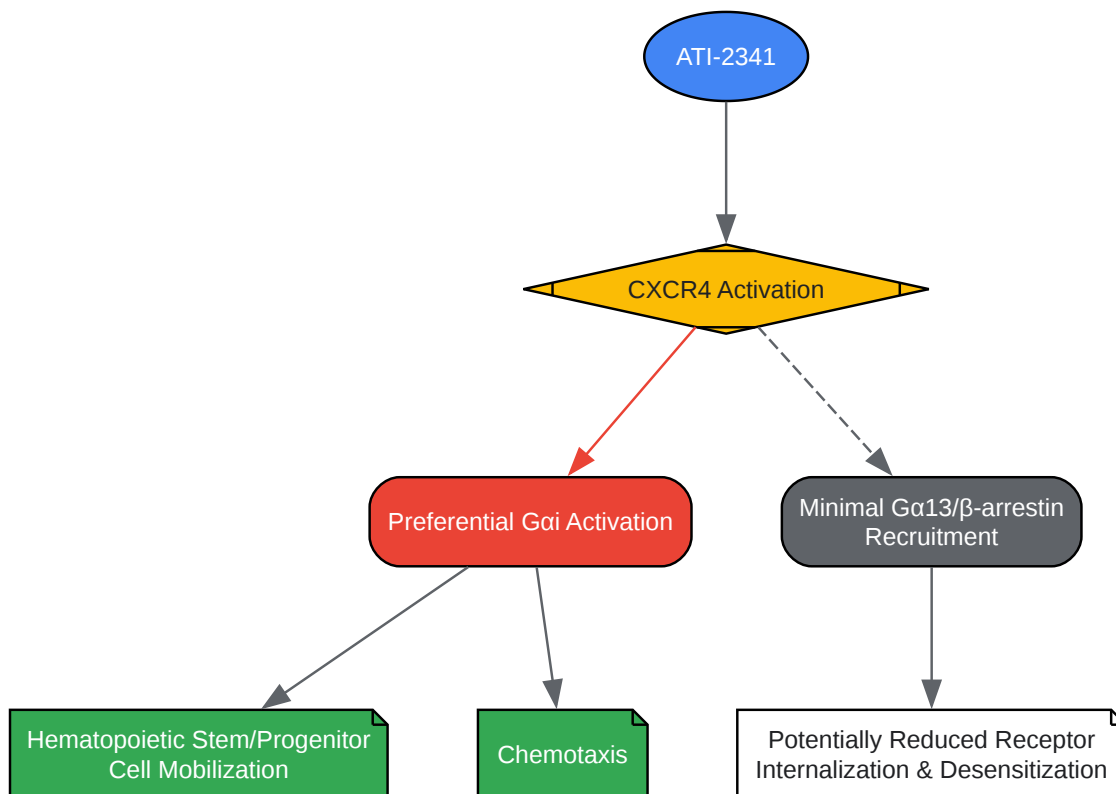 ATI-2341
CXCR4 Activation
Preferential Gαi Activation
Minimal Gα13/β-arrestin
Recruitment
Hematopoietic Stem/Progenitor
Cell Mobilization
Chemotaxis
Potentially Reduced Receptor
Internalization & Desensitization